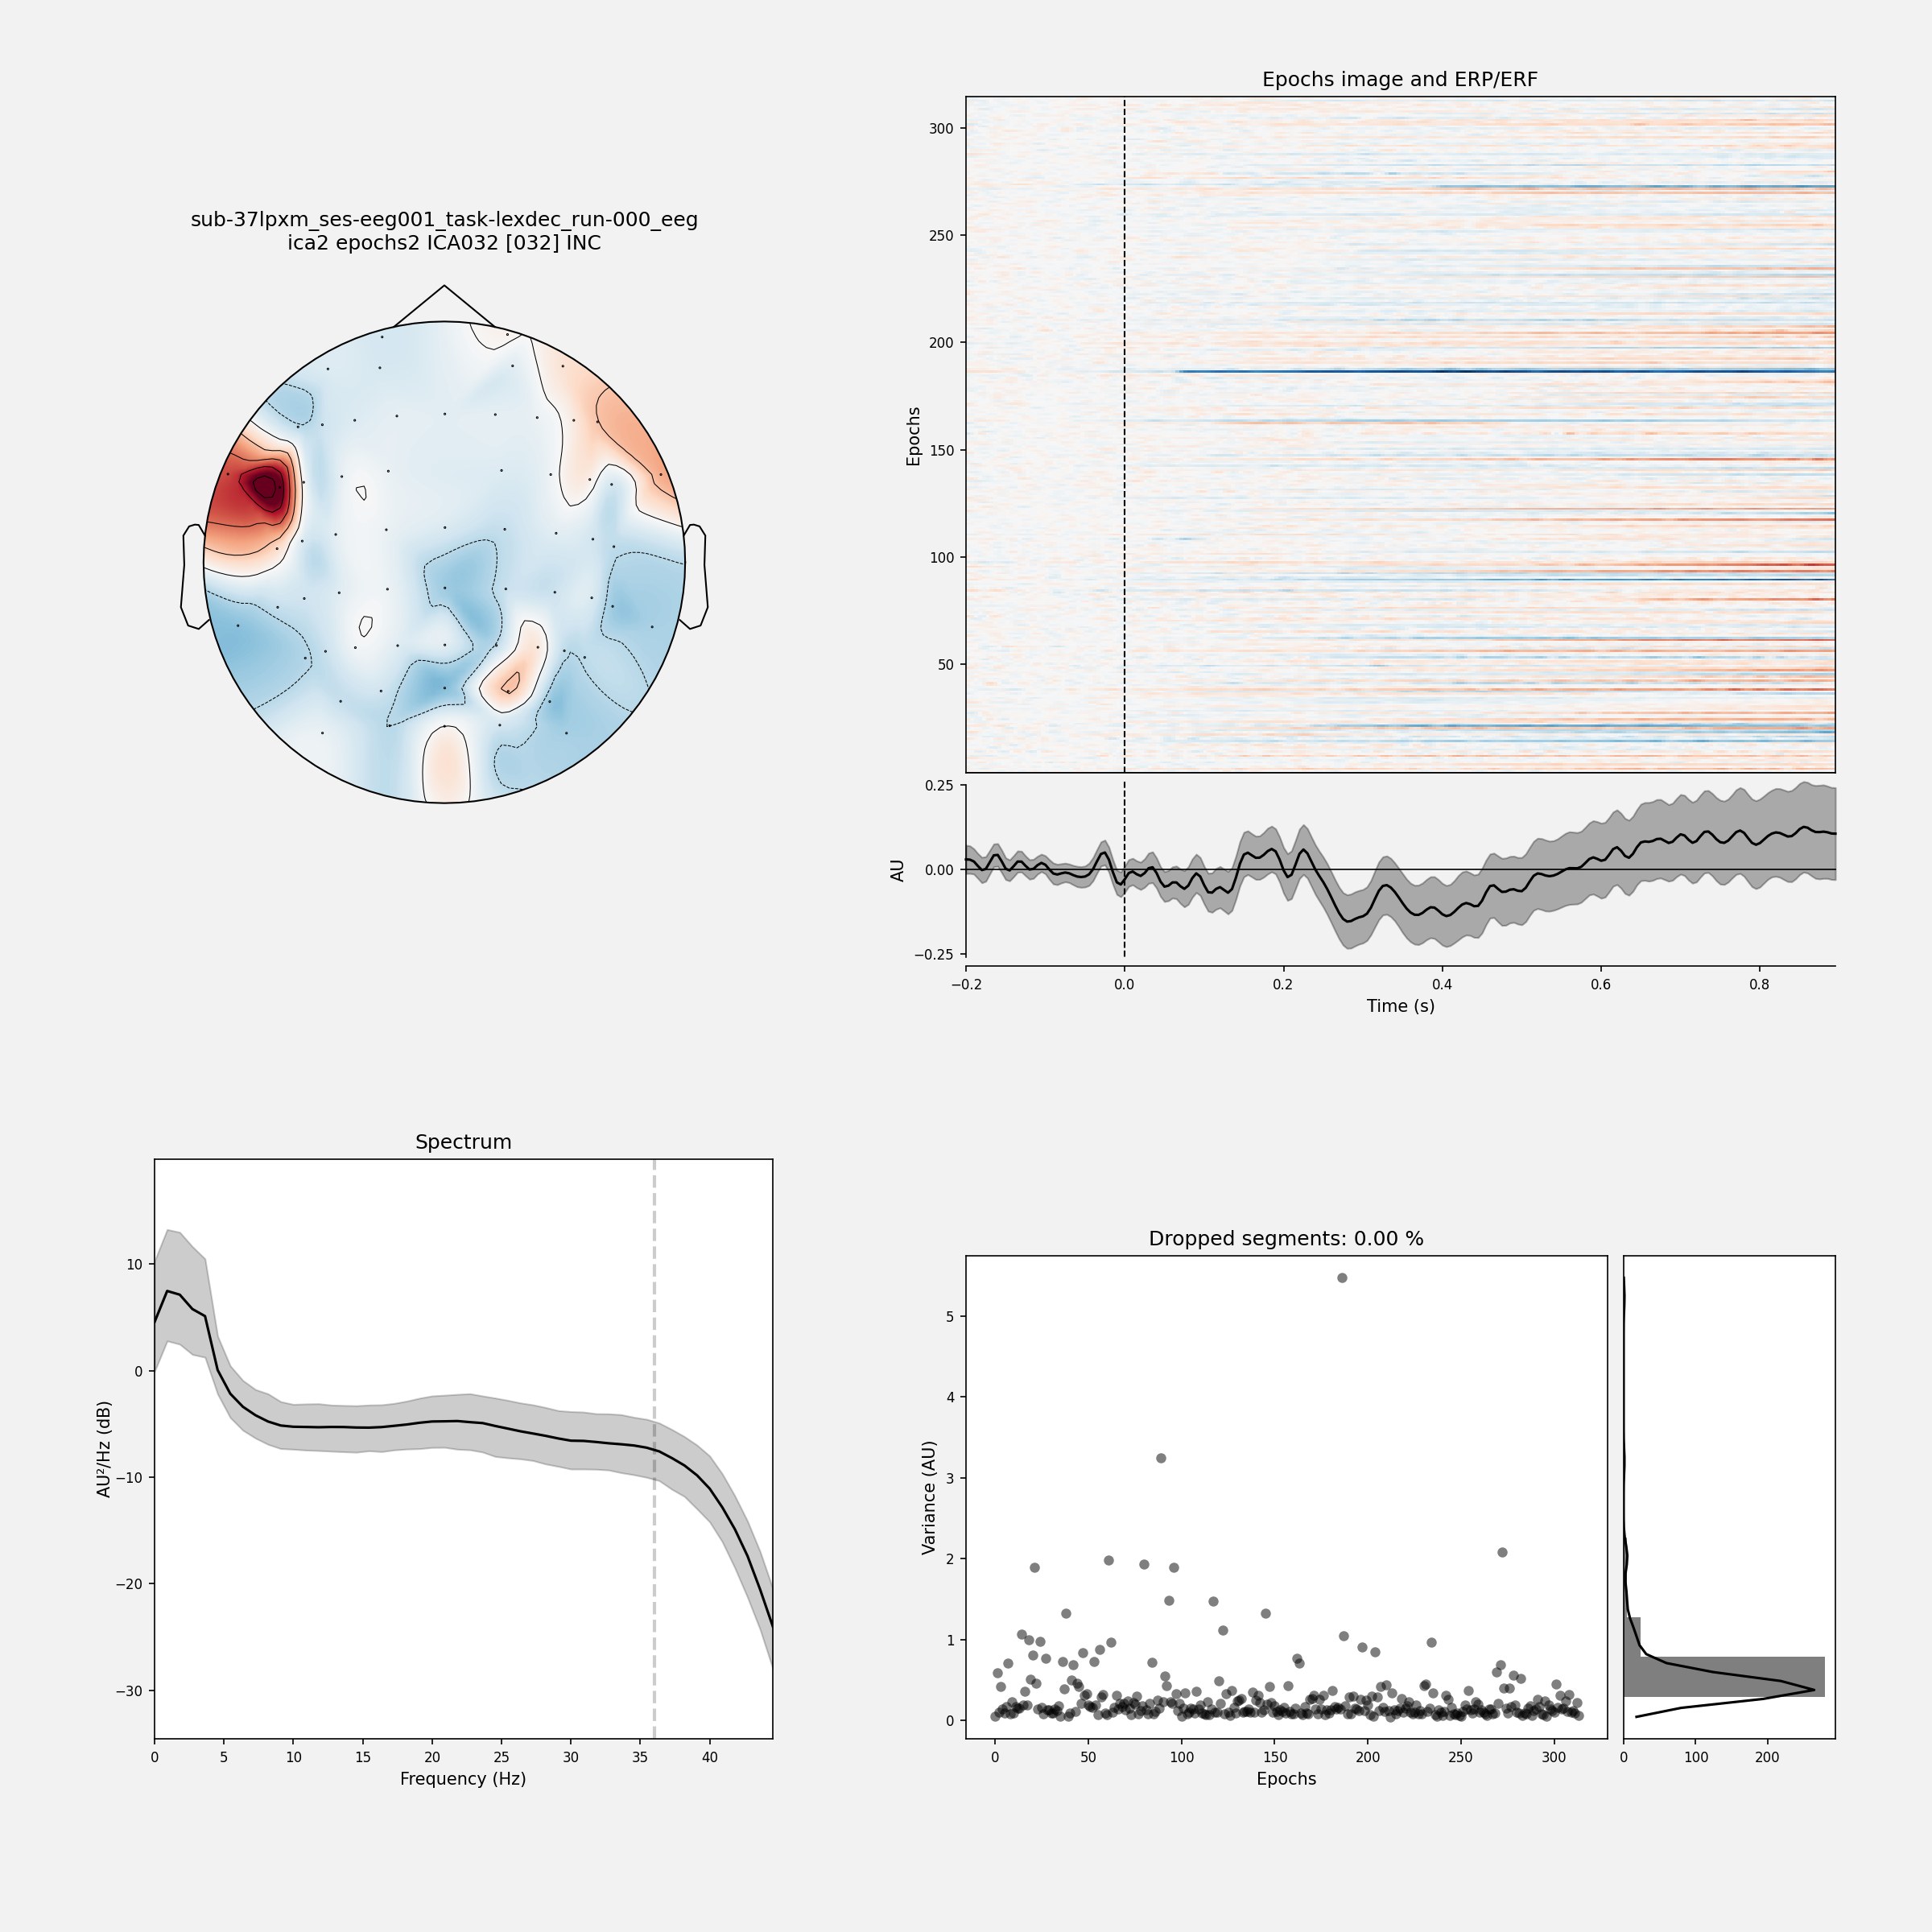 sub-37lpxm_ses-eeg001_task-lexdec_run-000_eeg
ica2 epochs2 ICA032 [032] INC
Epochs image and ERP/ERF
Epochs
300
250
200
150
100
50
AU
0.25
0.00
−0.25
−0.2 0.0 0.2 0.4 0.6 0.8
Time (s)
Spectrum
AU²/Hz (dB)
10
0
−10
−20
−30
0 5 10 15 20 25 30 35 40
Frequency (Hz)
Dropped segments: 0.00 %
Variance (AU)
5
4
3
2
1
0
0 50 100 150 200 250 300
Epochs
0 100 200